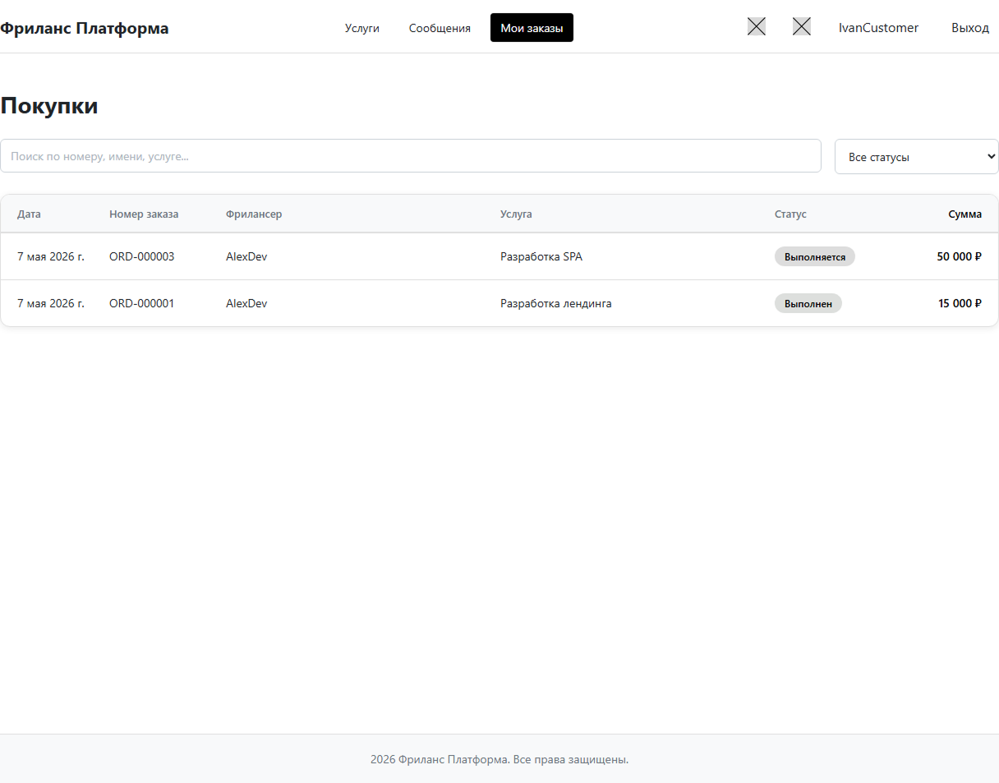 Фриланс Платформа Услуги Сообщения Мои заказы IvanCustomer Выход
Покупки
Поиск по номеру, имени, услуге... Все статусы
Дата Номер заказа Фрилансер Услуга Статус Сумма
7 мая 2026 г. ORD-000003 AlexDev Разработка SPA Выполняется 50 000 ₽
7 мая 2026 г. ORD-000001 AlexDev Разработка лендинга Выполнен 15 000 ₽
2026 Фриланс Платформа. Все права защищены.